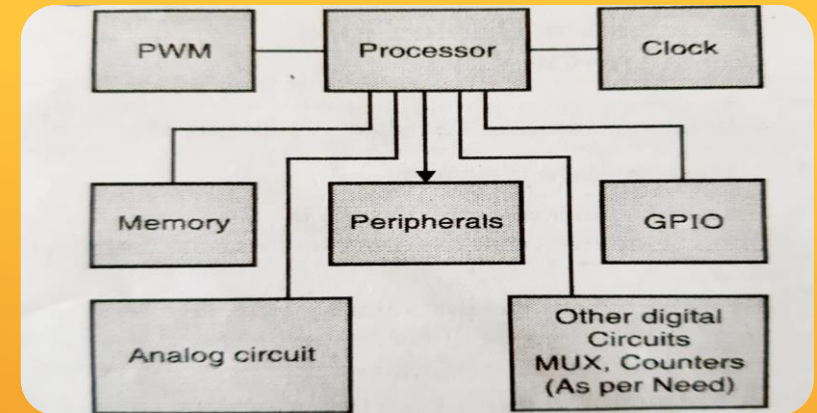 PWM
Processor
Clock
Memory
Peripherals
GPIO
Analog circuit
Other digital
Circuits
MUX, Counters
(As per Need)